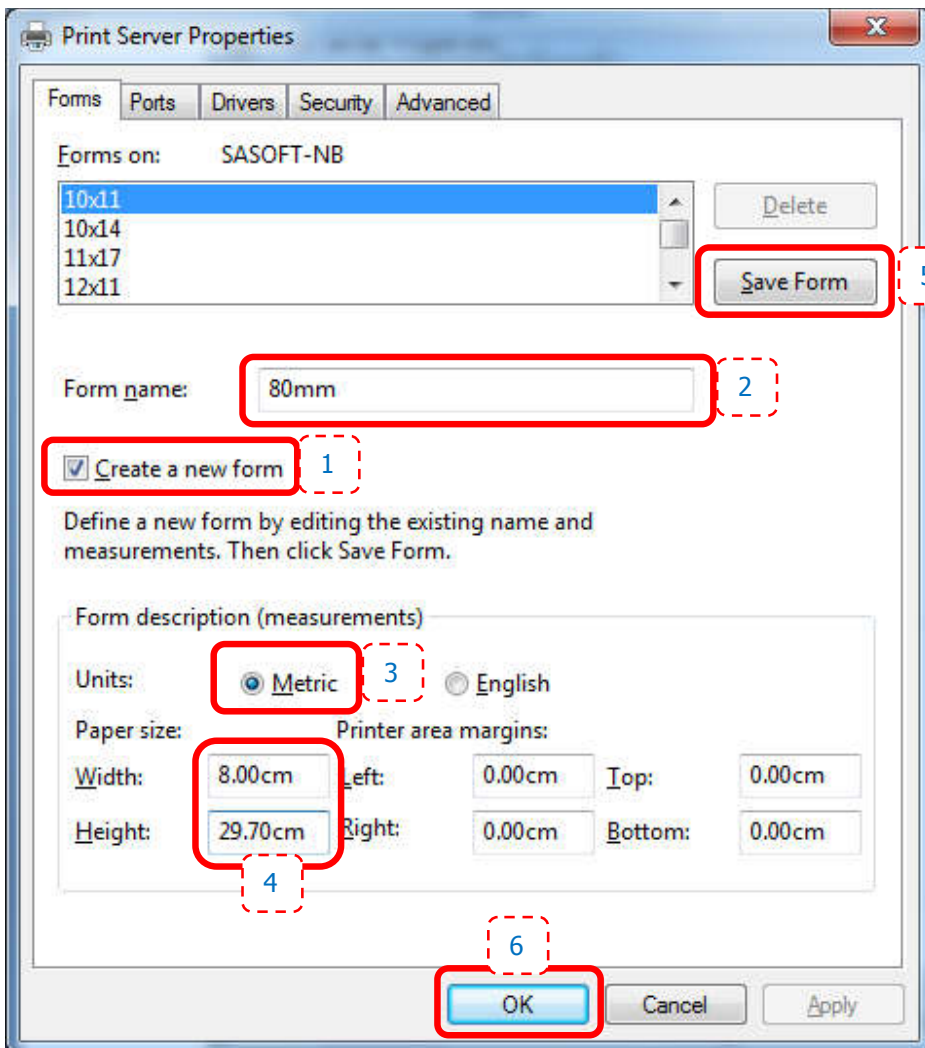 Print Server Properties
Forms Ports Drivers Security Advanced
Forms on: SASOFT-NB
10x11
10x14
11x17
12x11
Delete
Save Form 5
Form name: 80mm 2
Create a new form 1
Define a new form by editing the existing name and
measurements. Then click Save Form.
Form description (measurements)
Units: Metric 3 English
Paper size: Printer area margins:
Width: 8.00cm Left: 0.00cm Top: 0.00cm
Height: 29.70cm Right: 0.00cm Bottom: 0.00cm
4
6
OK Cancel Apply